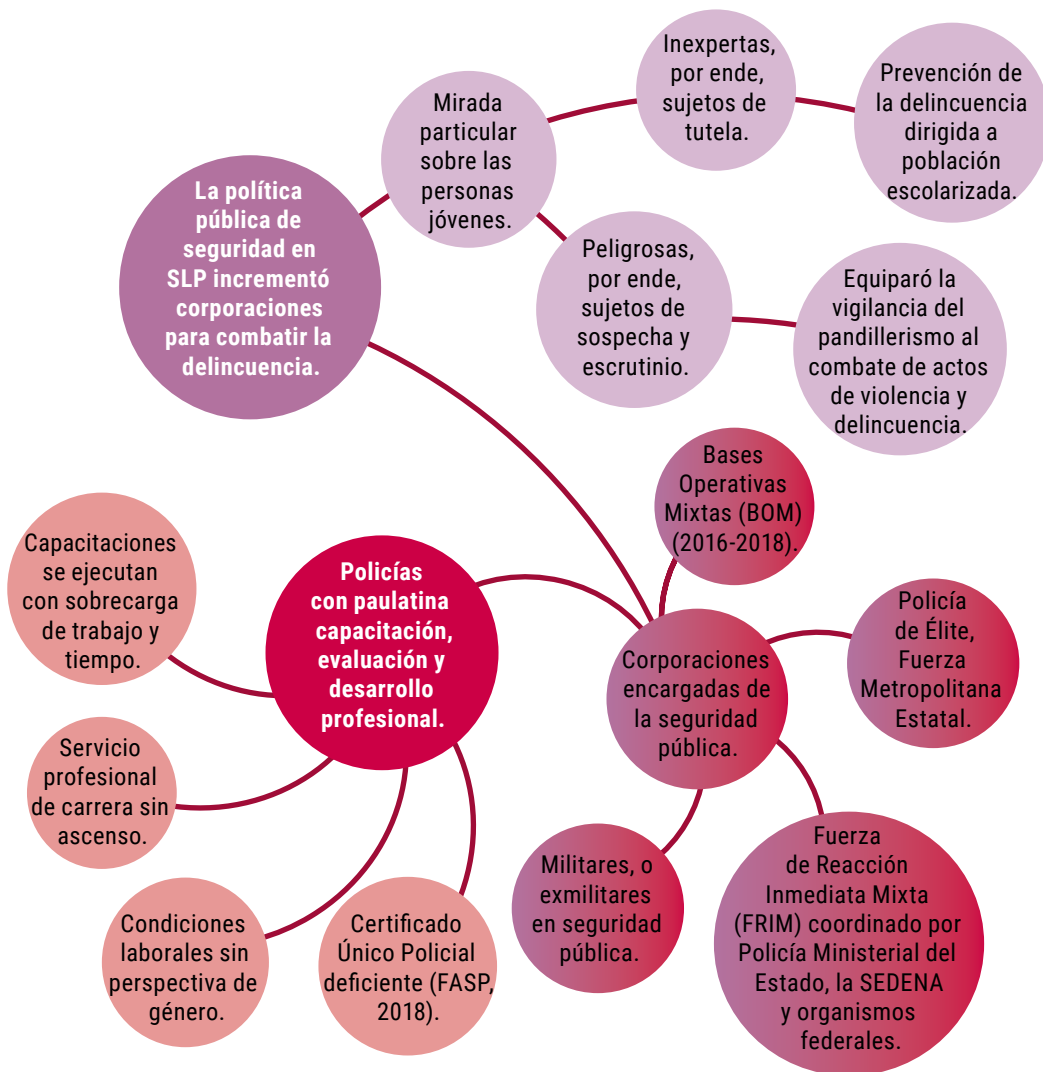 La política
pública de
seguridad en
SLP incrementó
corporaciones
para combatir la
delincuencia.
Mirada
particular
sobre las
personas
jóvenes.
Inexpertas,
por ende,
sujetos de
tutela.
Prevención de
la delincuencia
dirigida a
población
escolarizada.
Peligrosas,
por ende,
sujetos de
sospecha y
escrutinio.
Equiparó la
vigilancia del
pandillerismo al
combate de actos
de violencia y
delincuencia.
Bases
Operativas
Mixtas (BOM)
(2016-2018).
Policía
de Élite,
Fuerza
Metropolitana
Estatal.
Corporaciones
encargadas de
la seguridad
pública.
Fuerza
de Reacción
Inmediata Mixta
(FRIM) coordinado por
Policía Ministerial del
Estado, la SEDENA
y organismos
federales.
Militares, o
exmilitares
en seguridad
pública.
Policías
con paulatina
capacitación,
evaluación y
desarrollo
profesional.
Capacitaciones
se ejecutan
con sobrecarga
de trabajo y
tiempo.
Servicio
profesional
de carrera sin
ascenso.
Condiciones
laborales sin
perspectiva de
género.
Certificado
Único Policial
deficiente (FASP,
2018).